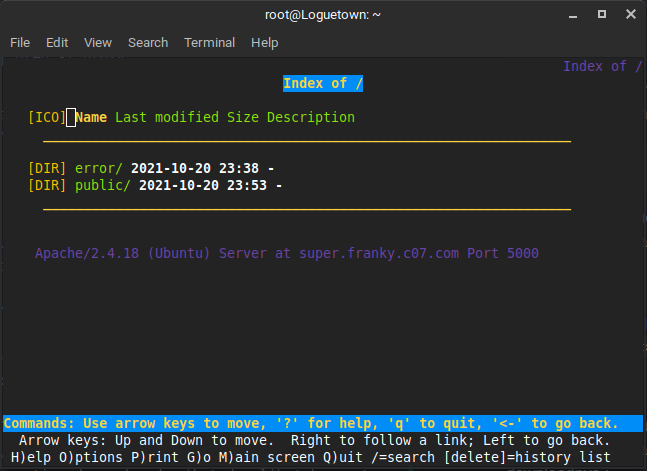 root@Loguetown: ~
File Edit View Search Terminal Help
Index of /
Index of /
[ICO] Name Last modified Size Description
[DIR] error/ 2021-10-20 23:38 -
[DIR] public/ 2021-10-20 23:53 -
Apache/2.4.18 (Ubuntu) Server at super.franky.c07.com Port 5000
Commands: Use arrow keys to move, '?' for help, 'q' to quit, '<-' to go back.
Arrow keys: Up and Down to move.  Right to follow a link; Left to go back.
H)elp O)ptions P)rint G)o M)ain screen Q)uit /=search [delete]=history list